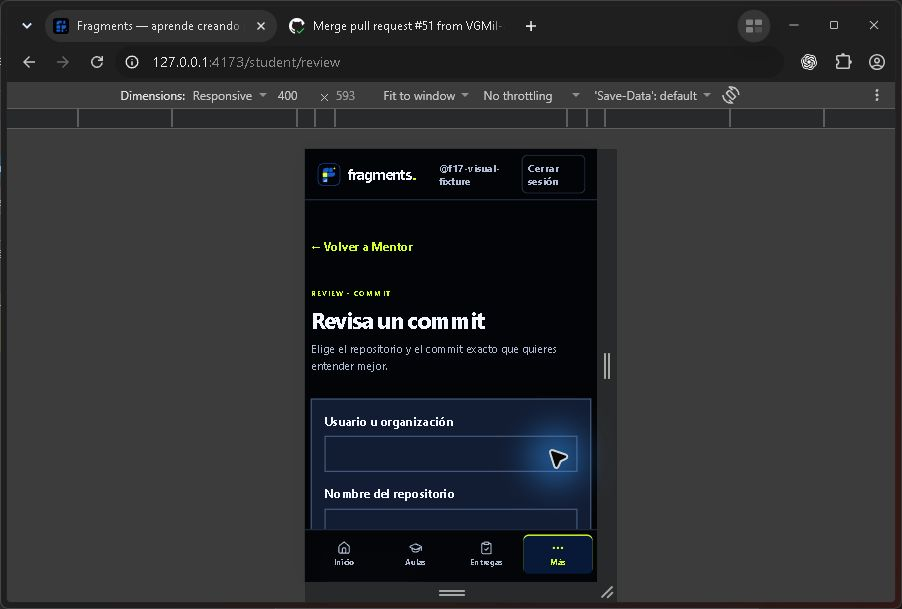 Fragments — aprende creando
Merge pull request #51 from VGMil-
127.0.0.1:4173/student/review
Dimensions: Responsive 400 × 593 Fit to window No throttling 'Save-Data': default
fragments.
@f17-visual-
fixture
Cerrar
sesión
← Volver a Mentor
REVIEW · COMMIT
Revisa un commit
Elige el repositorio y el commit exacto que quieres
entender mejor.
Usuario u organización
Nombre del repositorio
Inicio Aulas Entregas Más